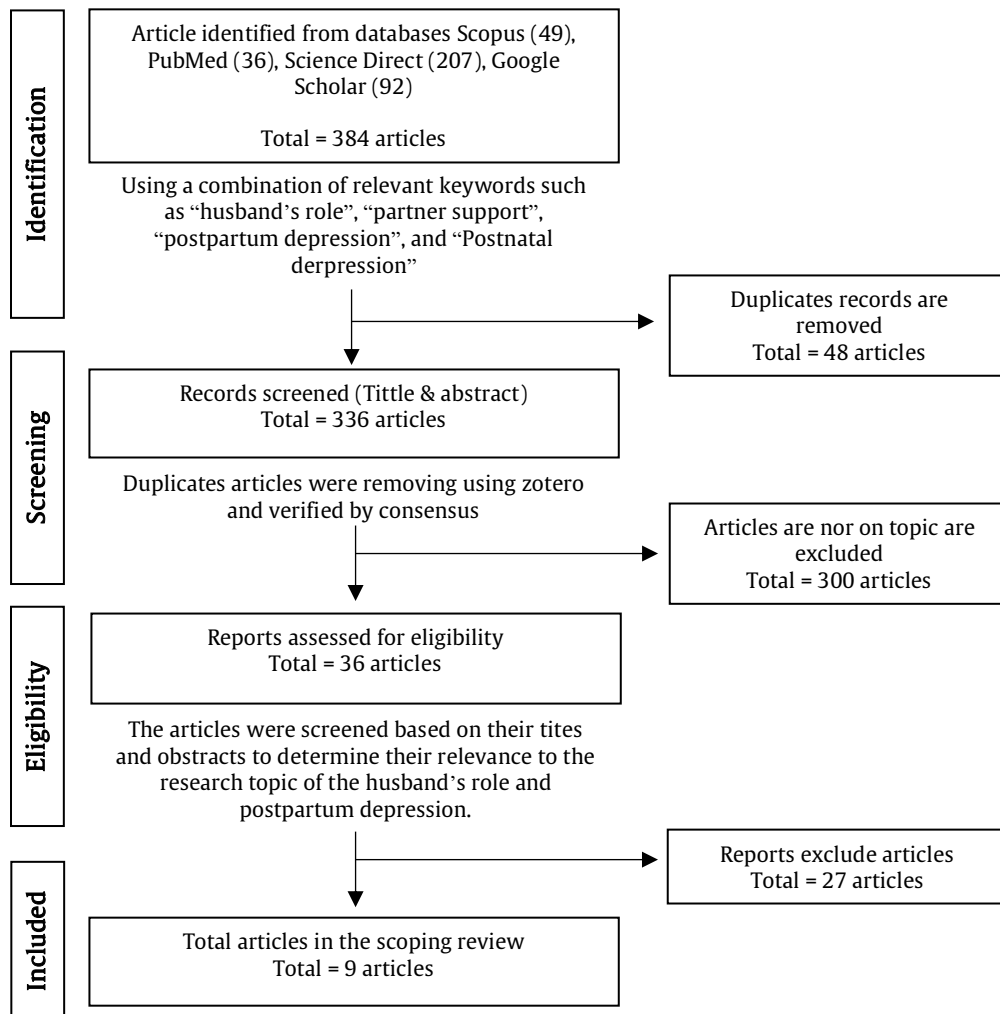 Identification
Article identified from databases Scopus (49),
PubMed (36), Science Direct (207), Google
Scholar (92)
Total = 384 articles
Using a combination of relevant keywords such
as “husband’s role”, “partner support”,
“postpartum depression”, and “Postnatal
derpression”
Duplicates records are
removed
Total = 48 articles
Screening
Records screened (Tittle & abstract)
Total = 336 articles
Duplicates articles were removing using zotero
and verified by consensus
Articles are nor on topic are
excluded
Total = 300 articles
Eligibility
Reports assessed for eligibility
Total = 36 articles
The articles were screened based on their tites
and obstracts to determine their relevance to the
research topic of the husband’s role and
postpartum depression.
Reports exclude articles
Total = 27 articles
Included
Total articles in the scoping review
Total = 9 articles